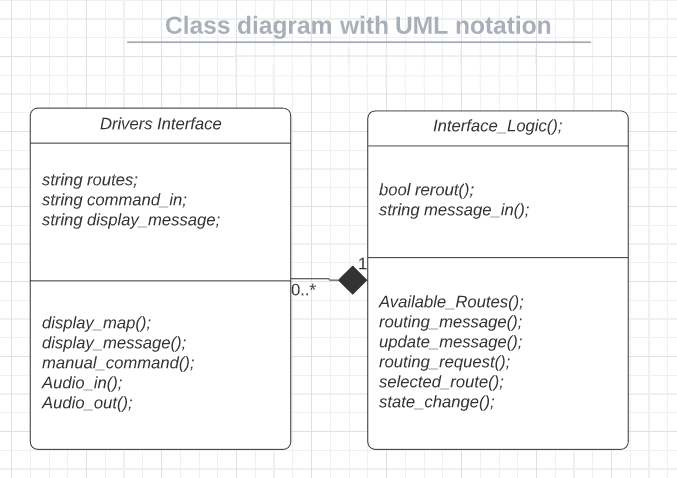 Class diagram with UML notation
Drivers Interface
string routes;
string command_in;
string display_message;
display_map();
display_message();
manual_command();
Audio_in();
Audio_out();
0..*
1
Interface_Logic();
bool rerout();
string message_in();
Available_Routes();
routing_message();
update_message();
routing_request();
selected_route();
state_change();